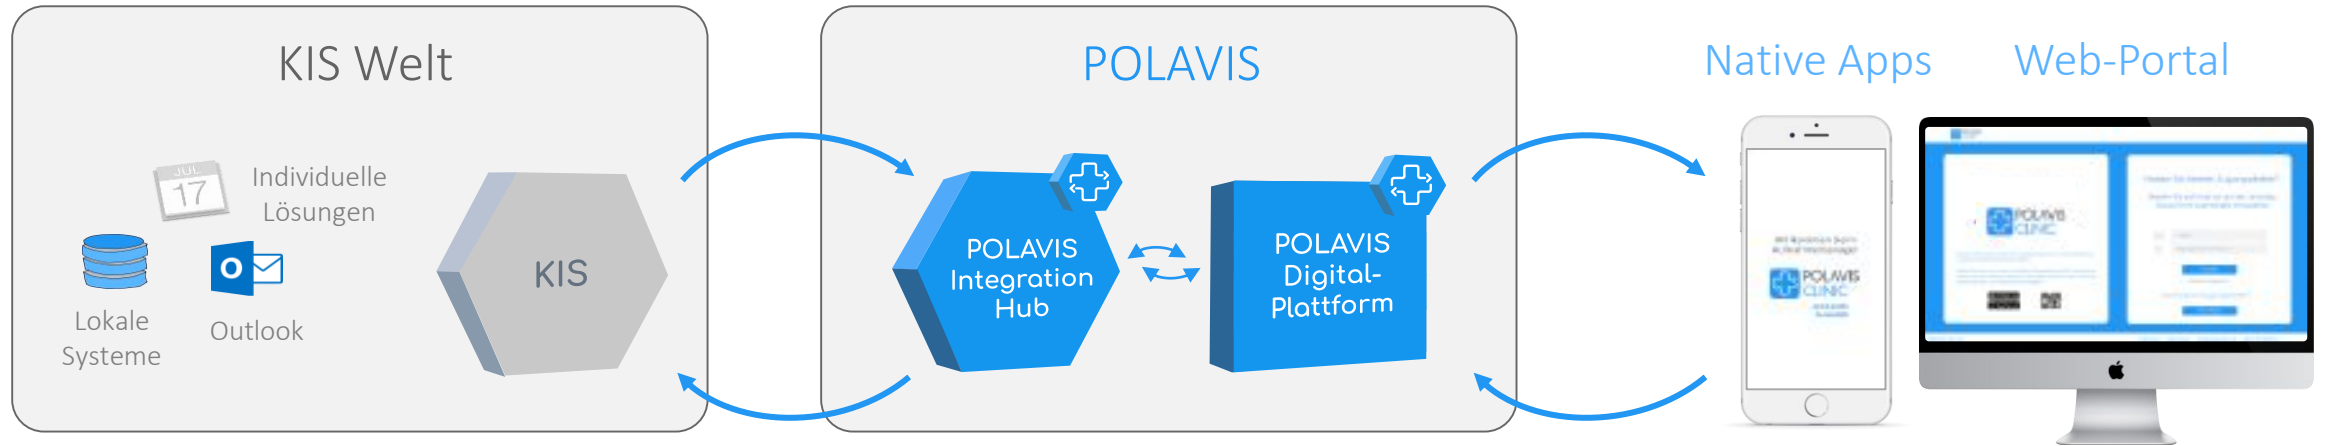 KIS Welt
JUL
17
Individuelle
Lösungen
Lokale
Systeme
O
Outlook
KIS
POLAVIS
POLAVIS
Integration
Hub
POLAVIS
Digital-
Plattform
Native Apps
POLAVIS
CLINIC
Web-Portal
POLAVIS
CLINIC